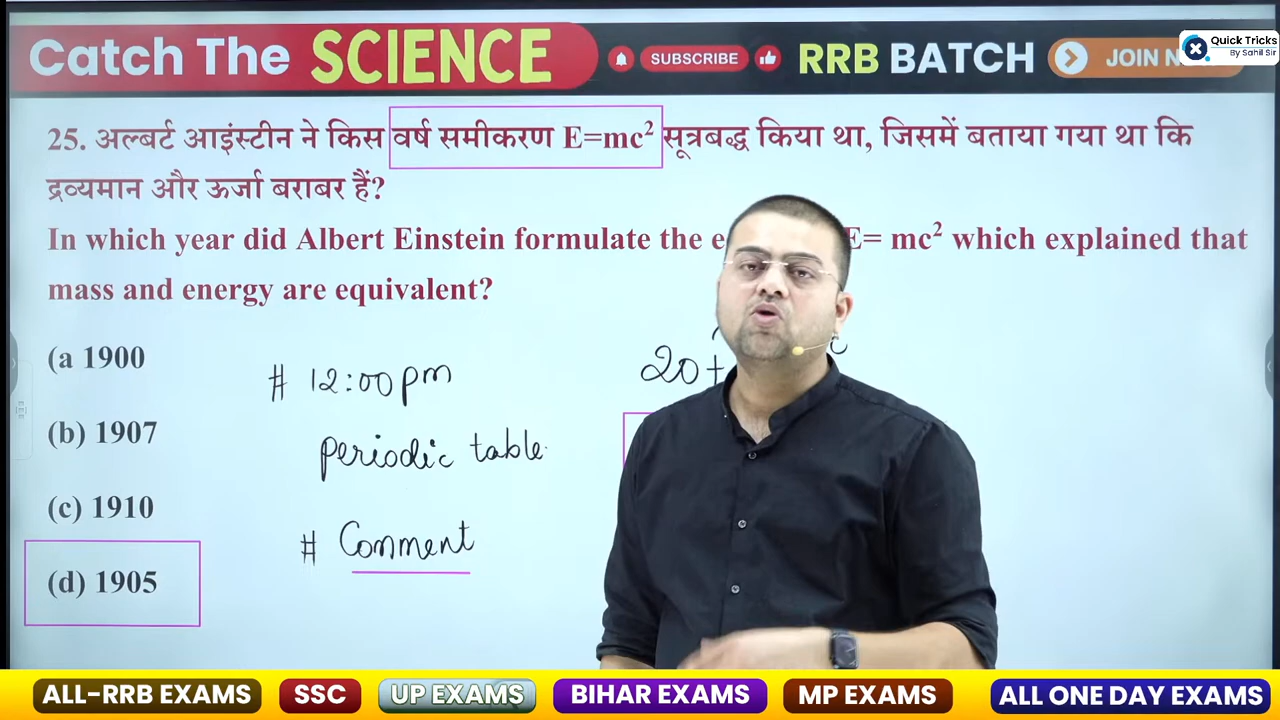 Catch The SCIENCE SUBSCRIBE RRB BATCH JOIN N
Quick Tricks
By Sahil Sir
25. अल्बर्ट आइंस्टीन ने किस वर्ष समीकरण E=mc² सूत्रबद्ध किया था, जिसमें बताया गया था कि
द्रव्यमान और ऊर्जा बराबर हैं?
In which year did Albert Einstein formulate the e E= mc² which explained that
mass and energy are equivalent?
(a 1900
# 12:00pm
20+
(b) 1907
periodic table
(c) 1910
# Comment
(d) 1905
ALL-RRB EXAMS SSC UP EXAMS BIHAR EXAMS MP EXAMS ALL ONE DAY EXAMS